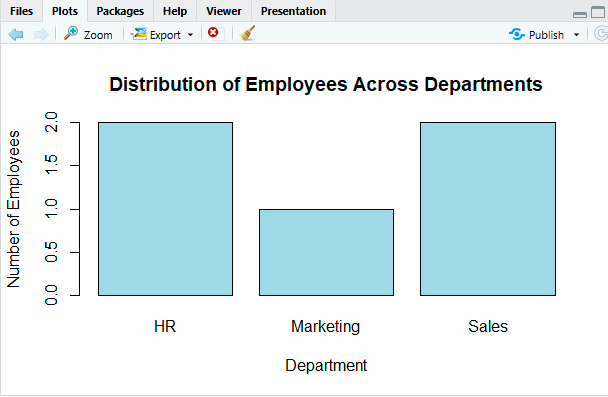 Files Plots Packages Help Viewer Presentation
Zoom Export Publish
Distribution of Employees Across Departments
Number of Employees
2.0
1.5
1.0
0.5
0.0
HR Marketing Sales
Department